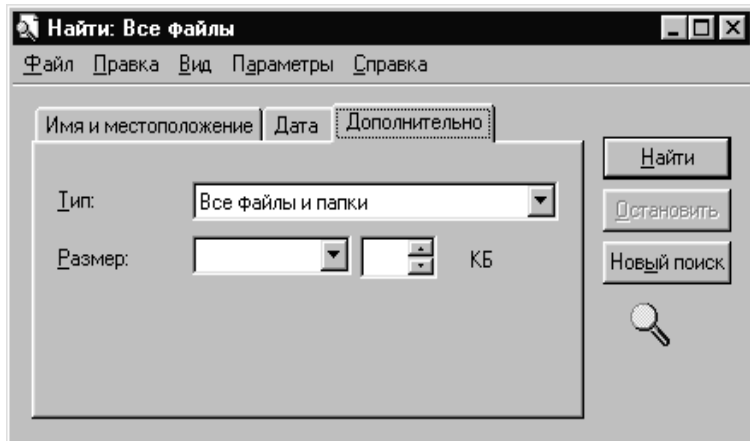 Найти: Все файлы
Файл Правка Вид Параметры Справка
Имя и местоположение Дата Дополнительно
Найти
Тип: Все файлы и папки
Остановить
Размер: КБ
Новый поиск